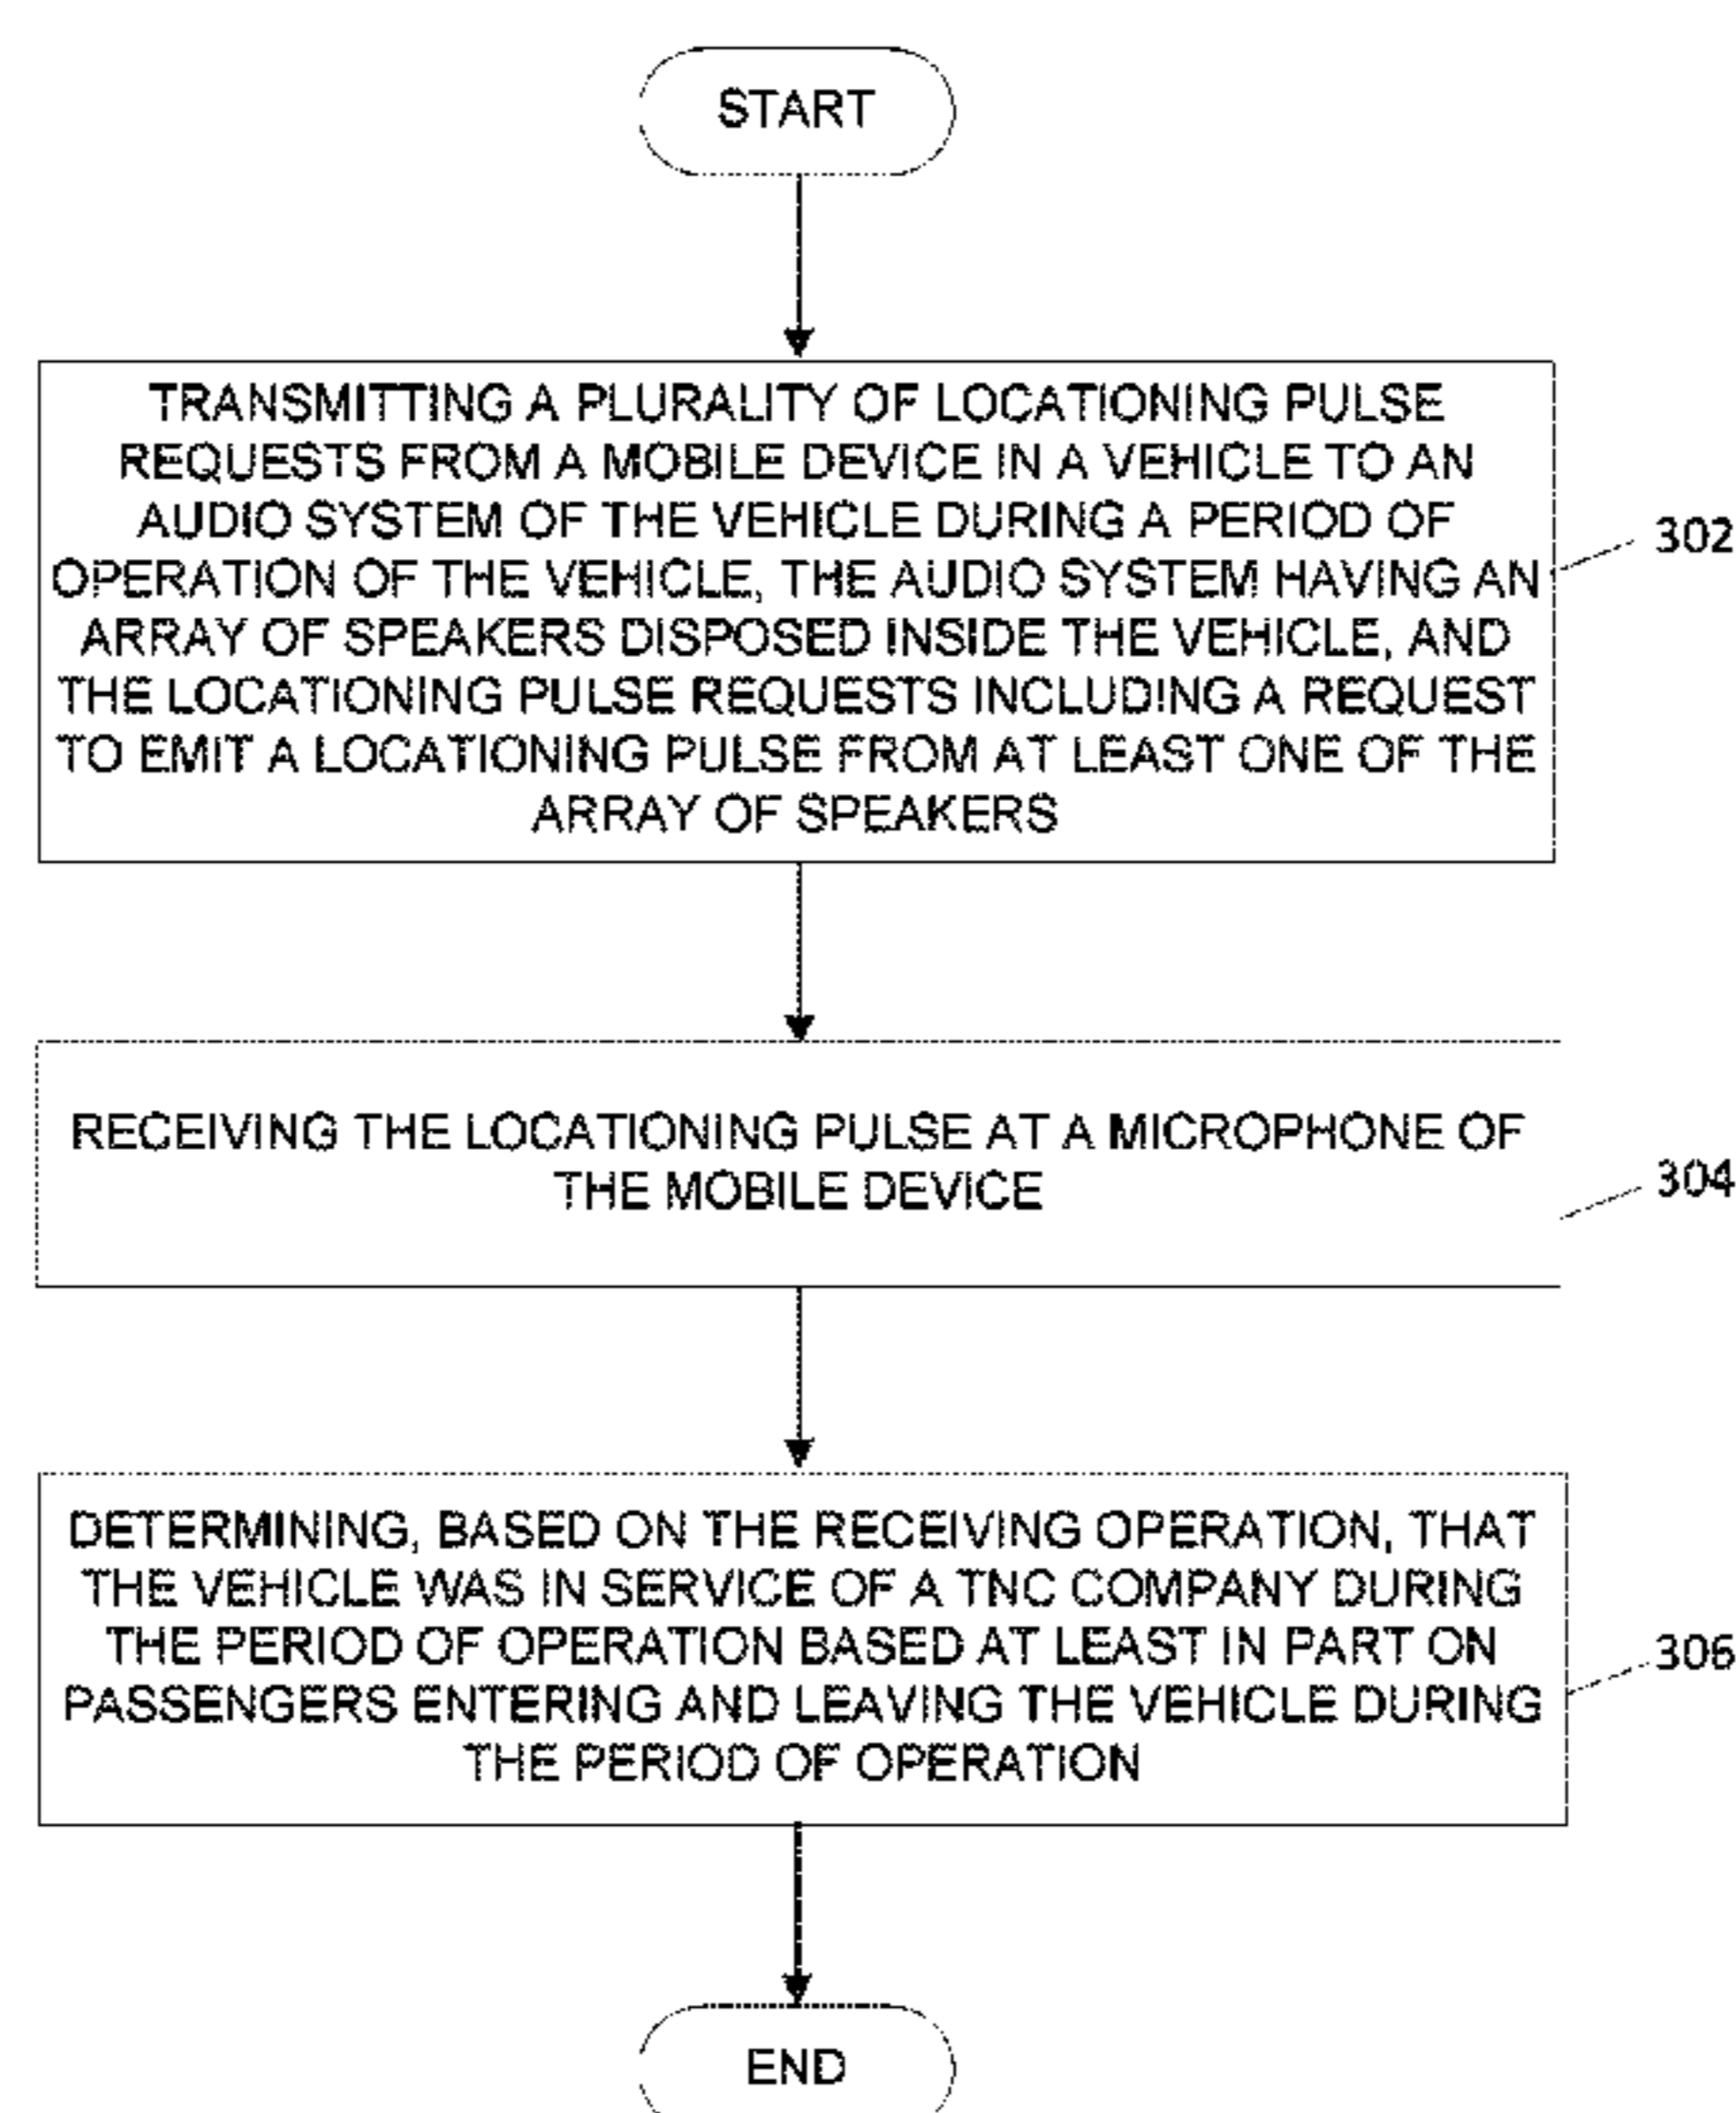 START
TRANSMITTING A PLURALITY OF LOCATIONING PULSE
REQUESTS FROM A MOBILE DEVICE IN A VEHICLE TO AN
AUDIO SYSTEM OF THE VEHICLE DURING A PERIOD OF
OPERATION OF THE VEHICLE, THE AUDIO SYSTEM HAVING AN
ARRAY OF SPEAKERS DISPOSED INSIDE THE VEHICLE, AND
THE LOCATIONING PULSE REQUESTS INCLUDING A REQUEST
TO EMIT A LOCATIONING PULSE FROM AT LEAST ONE OF THE
ARRAY OF SPEAKERS
302
RECEIVING THE LOCATIONING PULSE AT A MICROPHONE OF
THE MOBILE DEVICE
304
DETERMINING, BASED ON THE RECEIVING OPERATION, THAT
THE VEHICLE WAS IN SERVICE OF A TNC COMPANY DURING
THE PERIOD OF OPERATION BASED AT LEAST IN PART ON
PASSENGERS ENTERING AND LEAVING THE VEHICLE DURING
THE PERIOD OF OPERATION
306
END